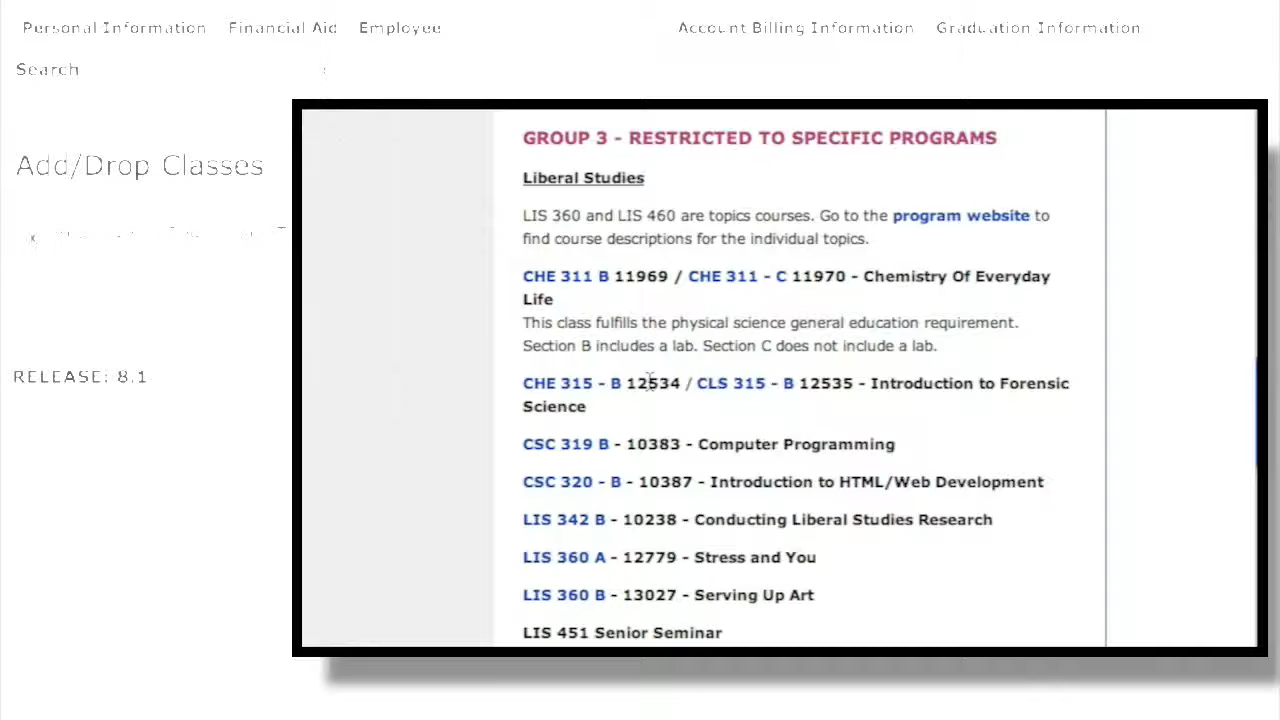 Personal Information Financial Aid Employee Account Billing Information Graduation Information
Search
Add/Drop Classes
RELEASE: 8.1
GROUP 3 - RESTRICTED TO SPECIFIC PROGRAMS
Liberal Studies
LIS 360 and LIS 460 are topics courses. Go to the program website to
find course descriptions for the individual topics.
CHE 311 B 11969 / CHE 311 - C 11970 - Chemistry Of Everyday
Life
This class fulfills the physical science general education requirement.
Section B includes a lab. Section C does not include a lab.
CHE 315 - B 12534 / CLS 315 - B 12535 - Introduction to Forensic
Science
CSC 319 B - 10383 - Computer Programming
CSC 320 - B - 10387 - Introduction to HTML/Web Development
LIS 342 B - 10238 - Conducting Liberal Studies Research
LIS 360 A - 12779 - Stress and You
LIS 360 B - 13027 - Serving Up Art
LIS 451 Senior Seminar